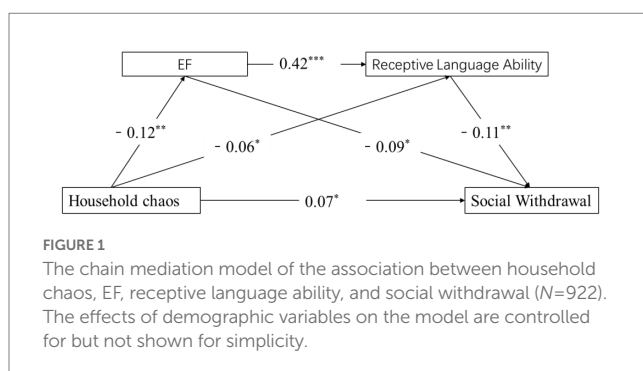 EF
0.42***
Receptive Language Ability
- 0.12**
- 0.06*
- 0.09*
- 0.11**
Household chaos
0.07*
Social Withdrawal
FIGURE 1
The chain mediation model of the association between household
chaos, EF, receptive language ability, and social withdrawal (N=922).
The effects of demographic variables on the model are controlled
for but not shown for simplicity.